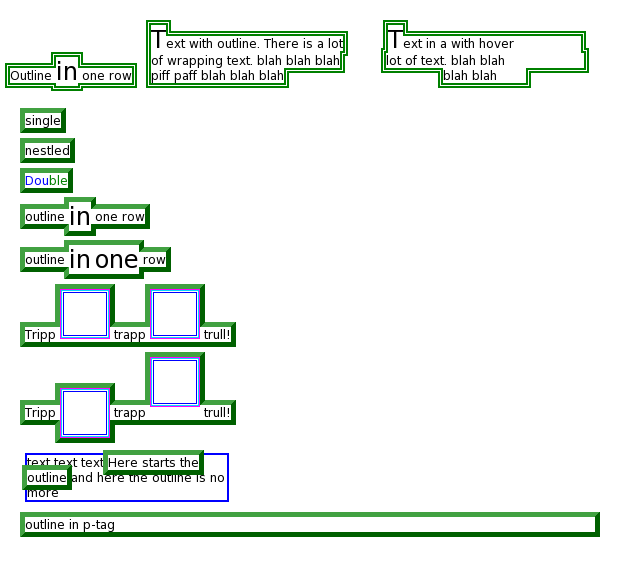 Outline in one row
Text with outline. There is a lot
of wrapping text. blah blah blah
piff paff blah blah blah
Text in a with hover
lot of text. blah blah
blah blah
single
nestled
Double
outline in one row
outline in one row
Tripp trapp trull!
Tripp trapp trull!
text text text Here starts the
outline and here the outline is no
more
outline in p-tag